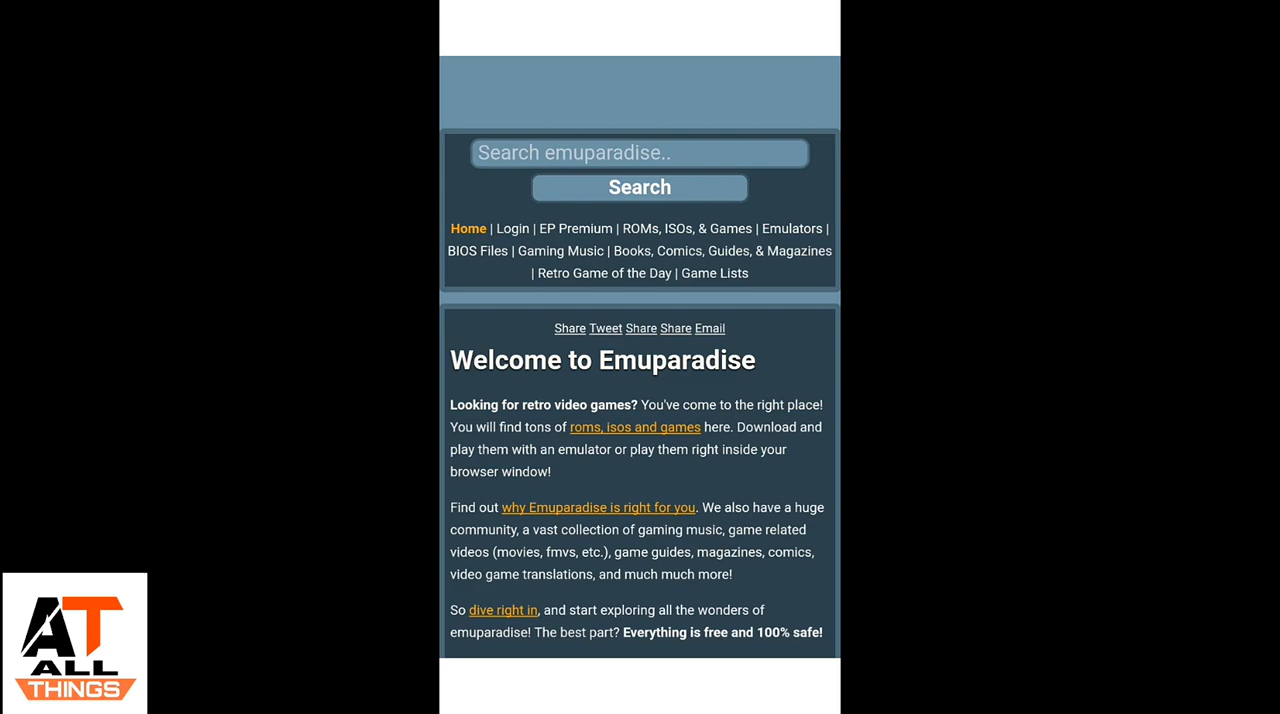 Search emuparadise..
Search
Home | Login | EP Premium | ROMs, ISOs, & Games | Emulators |
BIOS Files | Gaming Music | Books, Comics, Guides, & Magazines
| Retro Game of the Day | Game Lists
Share Tweet Share Share Email
Welcome to Emuparadise
Looking for retro video games? You've come to the right place!
You will find tons of roms, isos and games here. Download and
play them with an emulator or play them right inside your
browser window!
Find out why Emuparadise is right for you. We also have a huge
community, a vast collection of gaming music, game related
videos (movies, fmvs, etc.), game guides, magazines, comics,
video game translations, and much much more!
So dive right in, and start exploring all the wonders of
emuparadise! The best part? Everything is free and 100% safe!
AT
ALL
THINGS